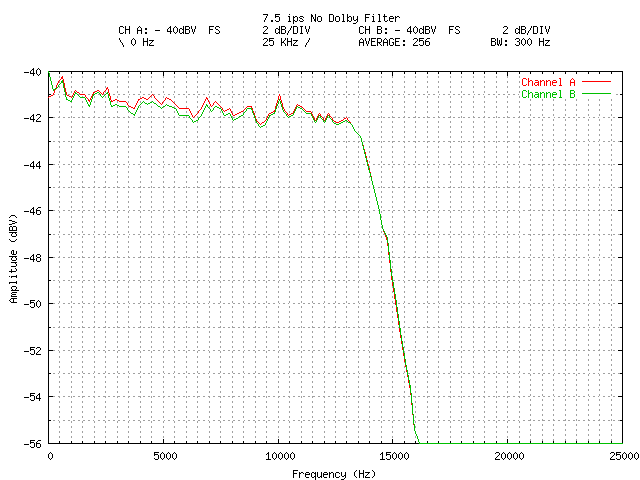 7.5 ips No Dolby Filter
CH A: - 40dBV FS 2 dB/DIV CH B: - 40dBV FS 2 dB/DIV
\ 0 Hz 25 KHz / AVERAGE: 256 BW: 300 Hz
Channel A
Channel B
-40
-42
-44
-46
-48
-50
-52
-54
-56
Amplitude (dBV)
0 5000 10000 15000 20000 25000
Frequency (Hz)